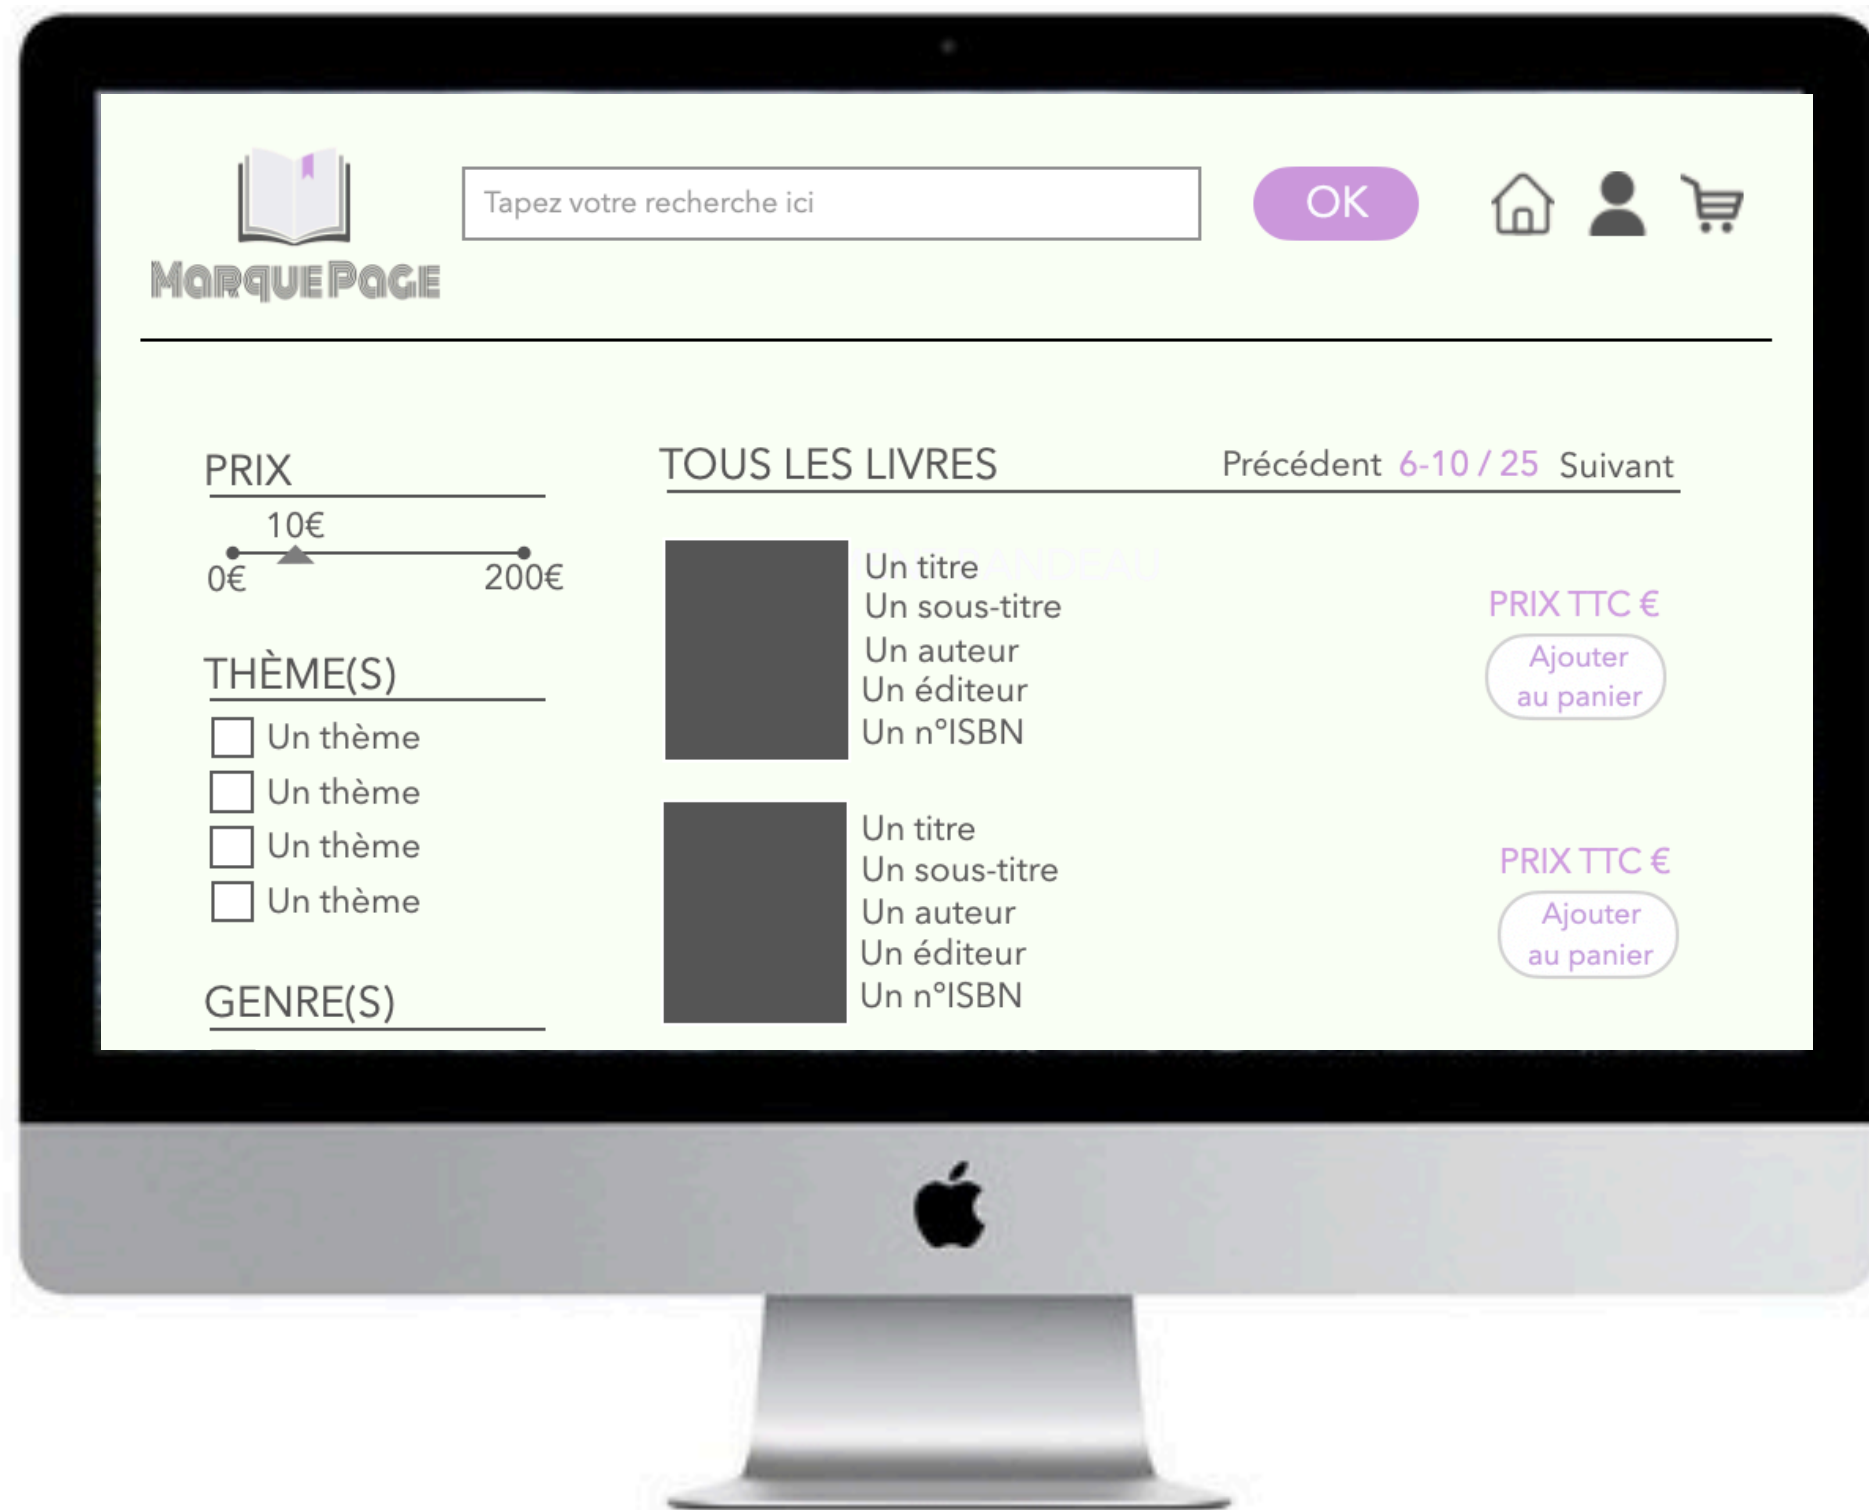 Tapez votre recherche ici
OK
MARQUE PAGE
PRIX
10€
0€
200€
THÈME(S)
Un thème
Un thème
Un thème
Un thème
GENRE(S)
TOUS LES LIVRES
Précédent 6-10 / 25 Suivant
Un titre
Un sous-titre
Un auteur
Un éditeur
Un n°ISBN
PRIX TTC €
Ajouter
au panier
Un titre
Un sous-titre
Un auteur
Un éditeur
Un n°ISBN
PRIX TTC €
Ajouter
au panier